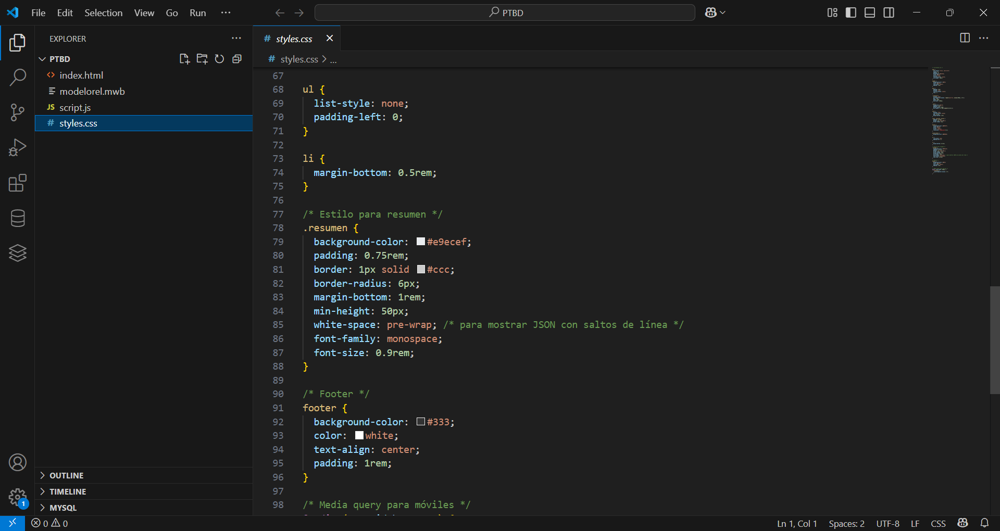 File Edit Selection View Go Run ··· PTBD
EXPLORER
PTBD
index.html
modelorel.mwb
JS script.js
# styles.css
OUTLINE
TIMELINE
MYSQL
# styles.css
# styles.css > ...
67
68 ul {
69 list-style: none;
70 padding-left: 0;
71 }
72
73 li {
74 margin-bottom: 0.5rem;
75 }
76
77 /* Estilo para resumen */
78 .resumen {
79 background-color: #e9ecef;
80 padding: 0.75rem;
81 border: 1px solid #ccc;
82 border-radius: 6px;
83 margin-bottom: 1rem;
84 min-height: 50px;
85 white-space: pre-wrap; /* para mostrar JSON con saltos de línea */
86 font-family: monospace;
87 font-size: 0.9rem;
88 }
89
90 /* Footer */
91 footer {
92 background-color: #333;
93 color: white;
94 text-align: center;
95 padding: 1rem;
96 }
97
98 /* Media query para móviles */
1
0 0 Ln 1, Col 1 Spaces: 2 UTF-8 LF CSS